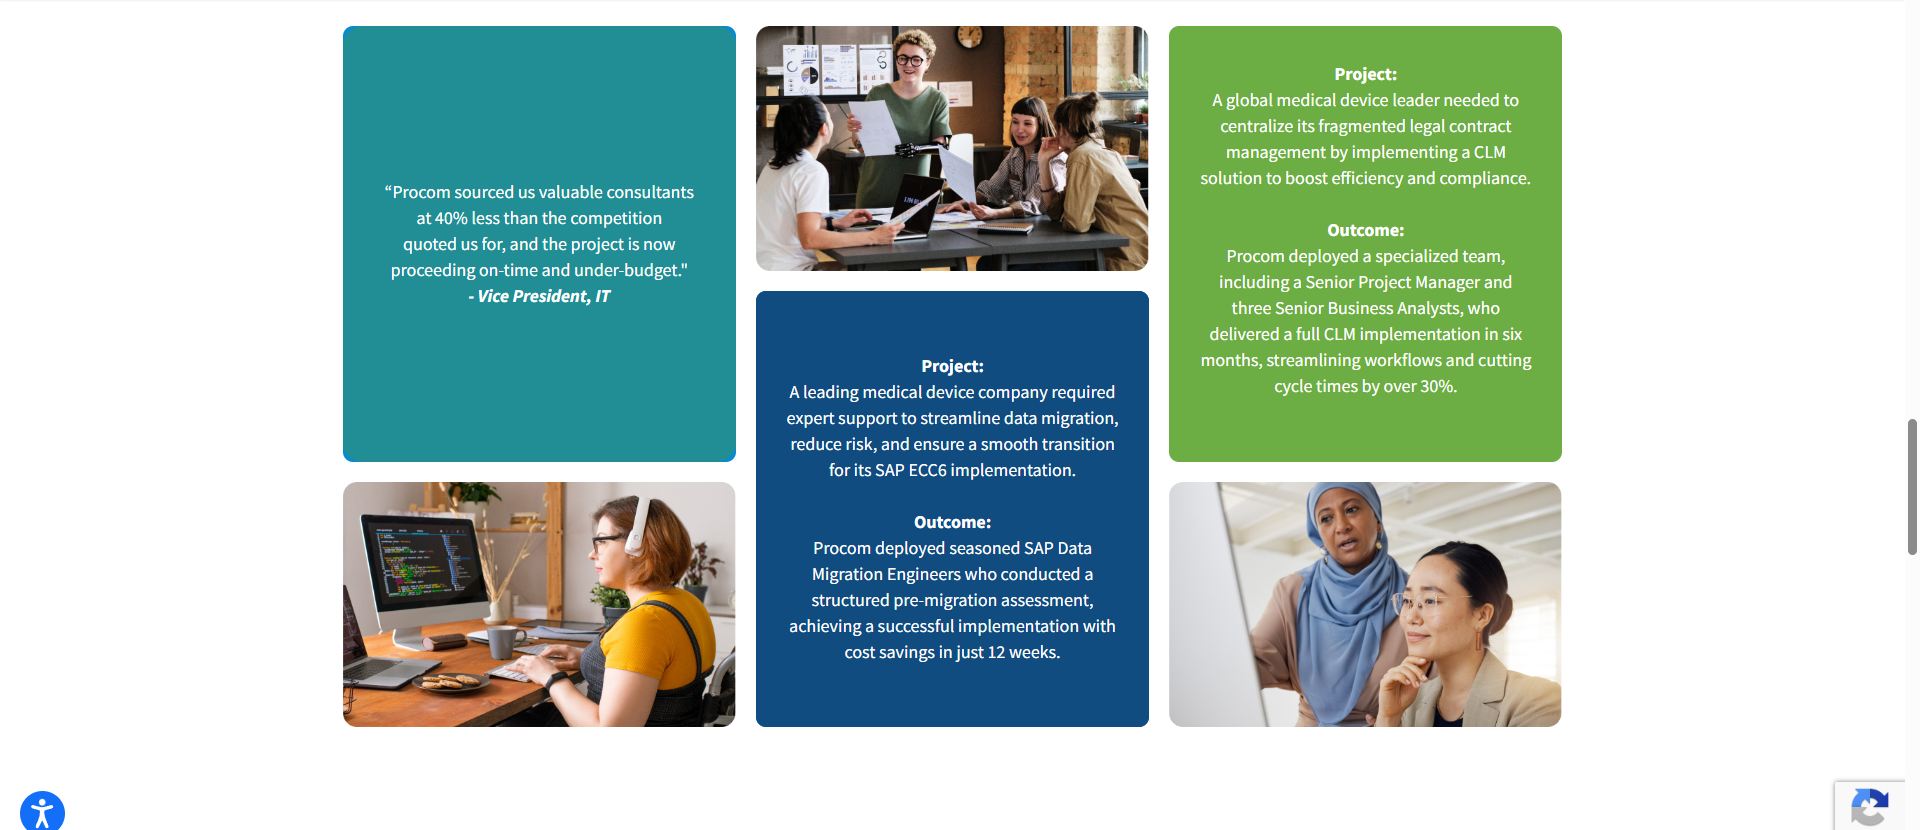 “Procom sourced us valuable consultants
at 40% less than the competition
quoted us for, and the project is now
proceeding on-time and under-budget."
- Vice President, IT
Project:
A leading medical device company required
expert support to streamline data migration,
reduce risk, and ensure a smooth transition
for its SAP ECC6 implementation.
Outcome:
Procom deployed seasoned SAP Data
Migration Engineers who conducted a
structured pre-migration assessment,
achieving a successful implementation with
cost savings in just 12 weeks.
Project:
A global medical device leader needed to
centralize its fragmented legal contract
management by implementing a CLM
solution to boost efficiency and compliance.
Outcome:
Procom deployed a specialized team,
including a Senior Project Manager and
three Senior Business Analysts, who
delivered a full CLM implementation in six
months, streamlining workflows and cutting
cycle times by over 30%.